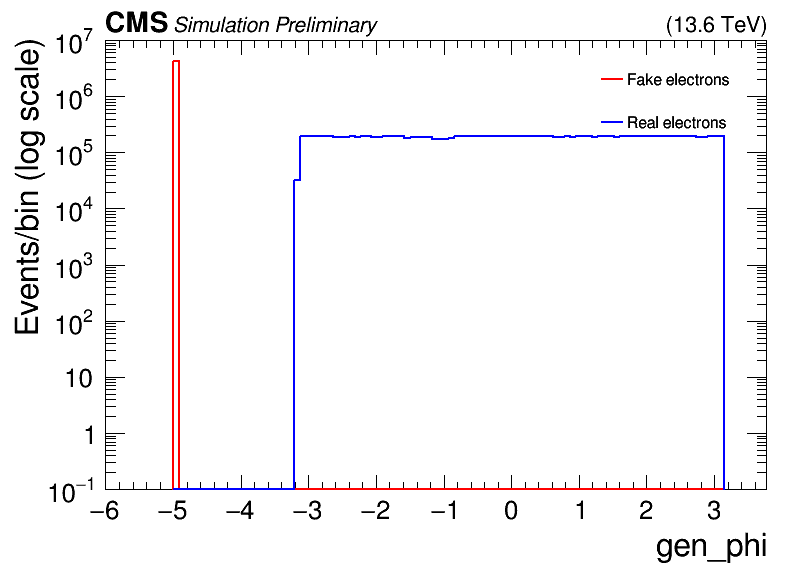 CMS Simulation Preliminary (13.6 TeV)
Events/bin (log scale)
10⁷
10⁶
10⁵
10⁴
10³
10²
10
1
10⁻¹
Fake electrons
Real electrons
−6 −5 −4 −3 −2 −1 0 1 2 3
gen_phi